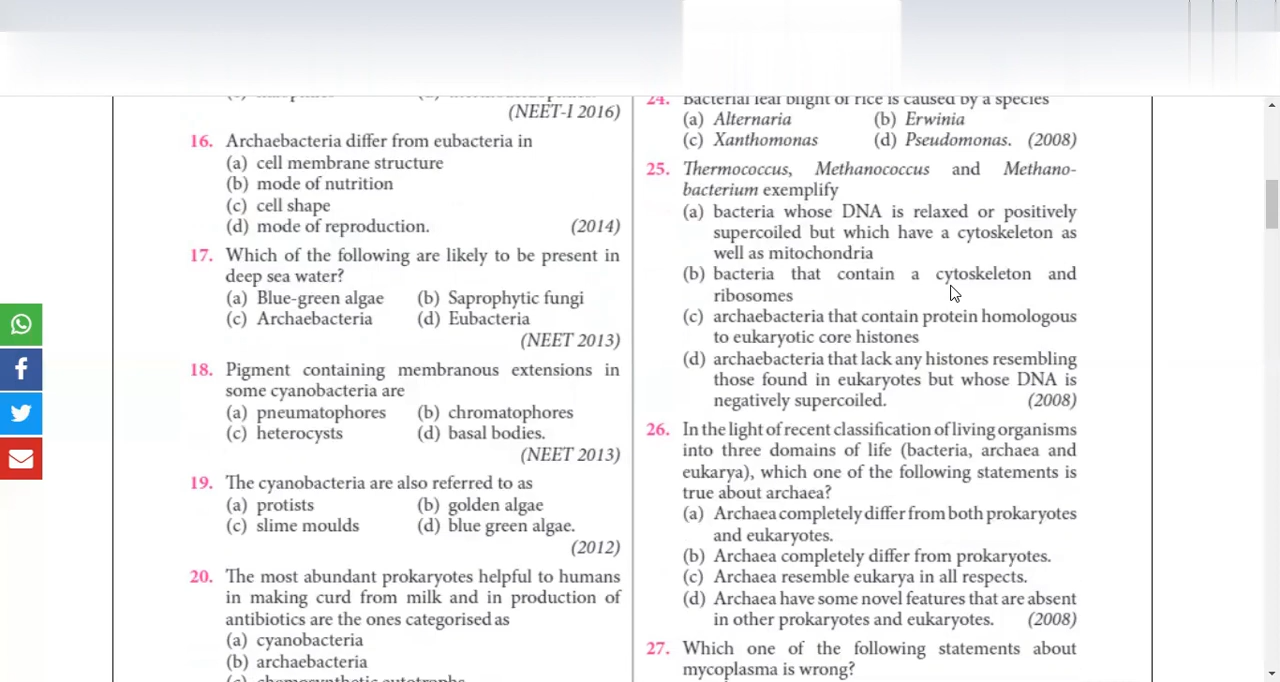 (NEET-I 2016)
16. Archaebacteria differ from eubacteria in
(a) cell membrane structure
(b) mode of nutrition
(c) cell shape
(d) mode of reproduction. (2014)
17. Which of the following are likely to be present in
deep sea water?
(a) Blue-green algae (b) Saprophytic fungi
(c) Archaebacteria (d) Eubacteria
(NEET 2013)
18. Pigment containing membranous extensions in
some cyanobacteria are
(a) pneumatophores (b) chromatophores
(c) heterocysts (d) basal bodies.
(NEET 2013)
19. The cyanobacteria are also referred to as
(a) protists (b) golden algae
(c) slime moulds (d) blue green algae.
(2012)
20. The most abundant prokaryotes helpful to humans
in making curd from milk and in production of
antibiotics are the ones categorised as
(a) cyanobacteria
(b) archaebacteria
(c) chemosynthetic autotrophs
24. Bacterial leaf blight of rice is caused by a species
(a) Alternaria (b) Erwinia
(c) Xanthomonas (d) Pseudomonas. (2008)
25. Thermococcus, Methanococcus and Methano-
bacterium exemplify
(a) bacteria whose DNA is relaxed or positively
supercoiled but which have a cytoskeleton as
well as mitochondria
(b) bacteria that contain a cytoskeleton and
ribosomes
(c) archaebacteria that contain protein homologous
to eukaryotic core histones
(d) archaebacteria that lack any histones resembling
those found in eukaryotes but whose DNA is
negatively supercoiled. (2008)
26. In the light of recent classification of living organisms
into three domains of life (bacteria, archaea and
eukarya), which one of the following statements is
true about archaea?
(a) Archaea completely differ from both prokaryotes
and eukaryotes.
(b) Archaea completely differ from prokaryotes.
(c) Archaea resemble eukarya in all respects.
(d) Archaea have some novel features that are absent
in other prokaryotes and eukaryotes. (2008)
27. Which one of the following statements about
mycoplasma is wrong?